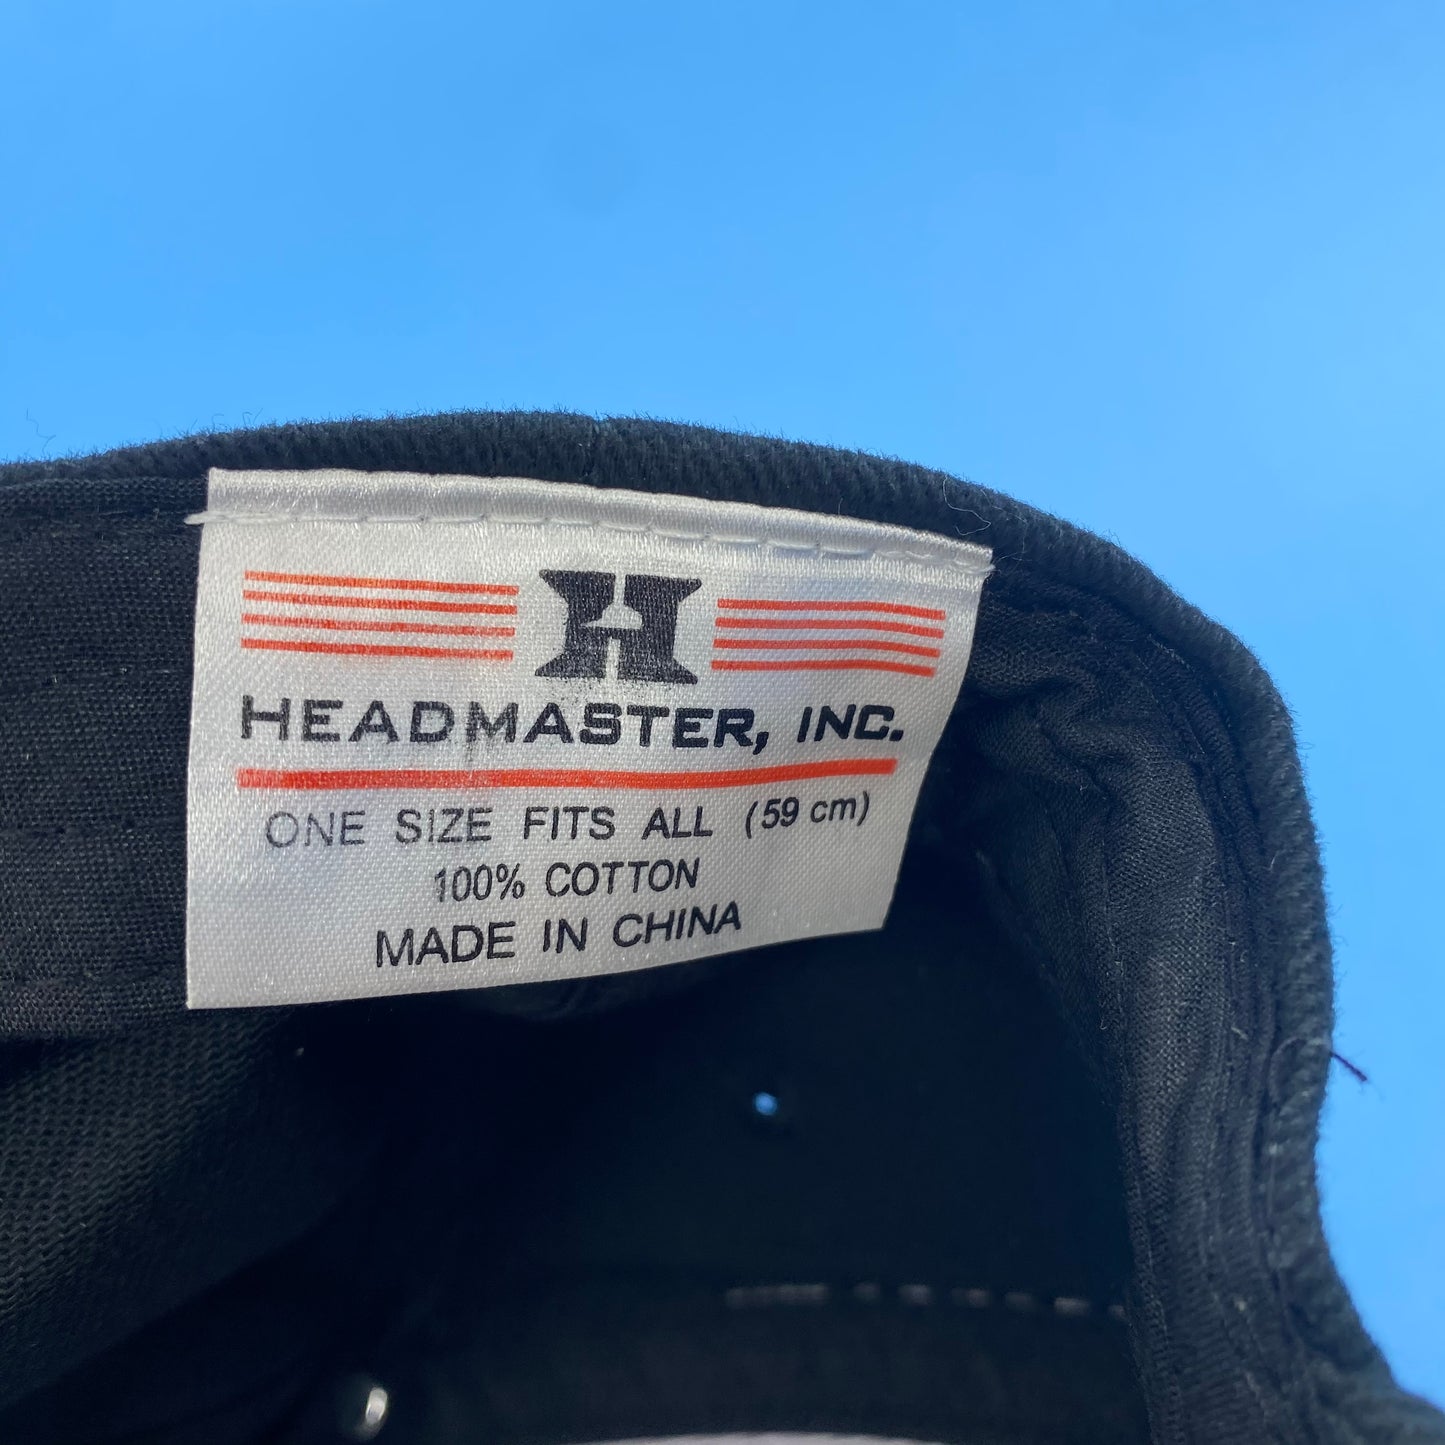 H
HEADMASTER, INC.
ONE SIZE FITS ALL (59 cm)
100% COTTON
MADE IN CHINA